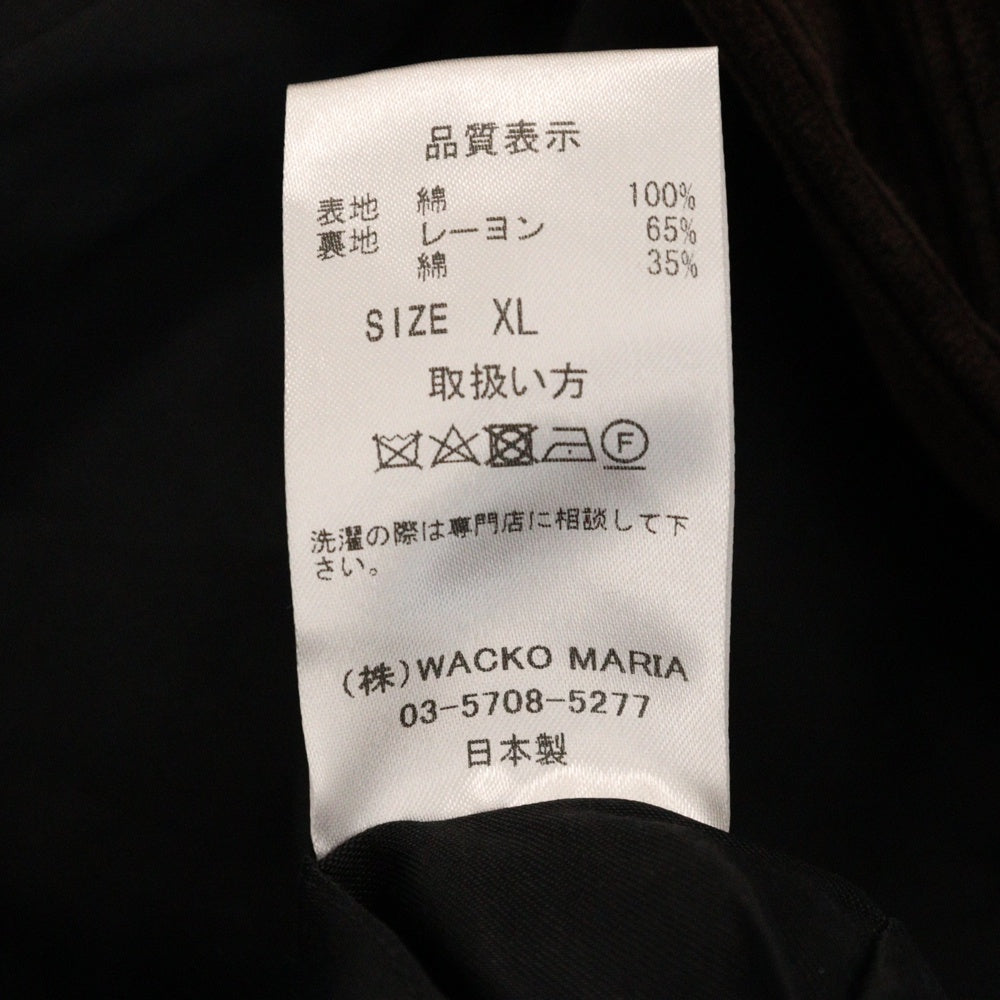 品質表示
表地 綿 100%
裏地 レーヨン 65%
綿 35%
SIZE XL
取扱い方
F
洗濯の際は専門店に相談して下
さい。
(株)WACKO MARIA
03-5708-5277
日本製